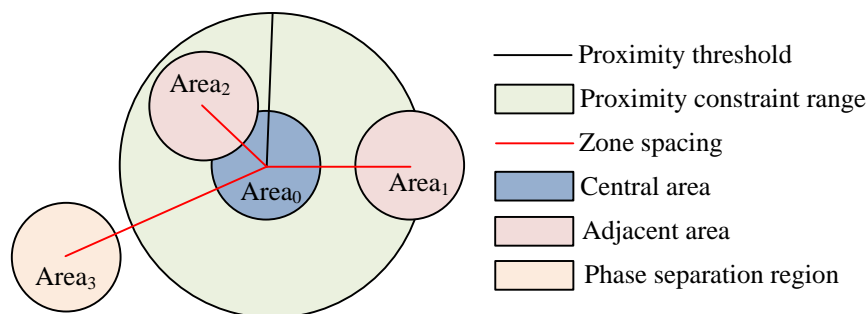 Area₂
Area₀
Area₁
Area₃
Proximity threshold
Proximity constraint range
Zone spacing
Central area
Adjacent area
Phase separation region